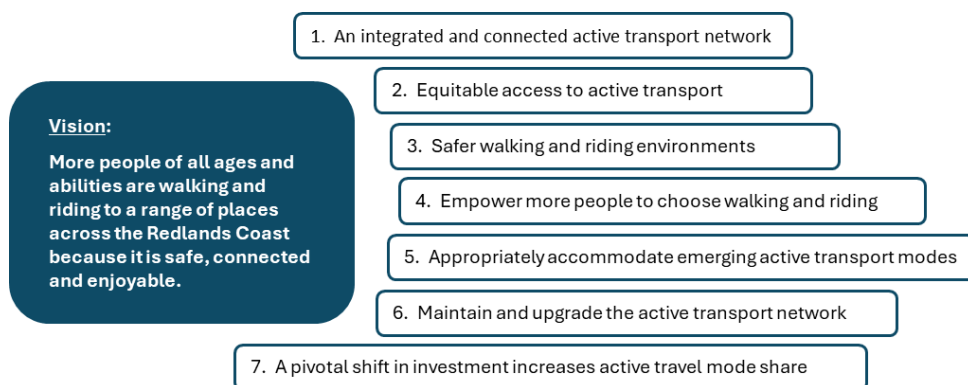 1. An integrated and connected active transport network
2. Equitable access to active transport
Vision:
More people of all ages and
abilities are walking and
riding to a range of places
across the Redlands Coast
because it is safe, connected
and enjoyable.
3. Safer walking and riding environments
4. Empower more people to choose walking and riding
5. Appropriately accommodate emerging active transport modes
6. Maintain and upgrade the active transport network
7. A pivotal shift in investment increases active travel mode share